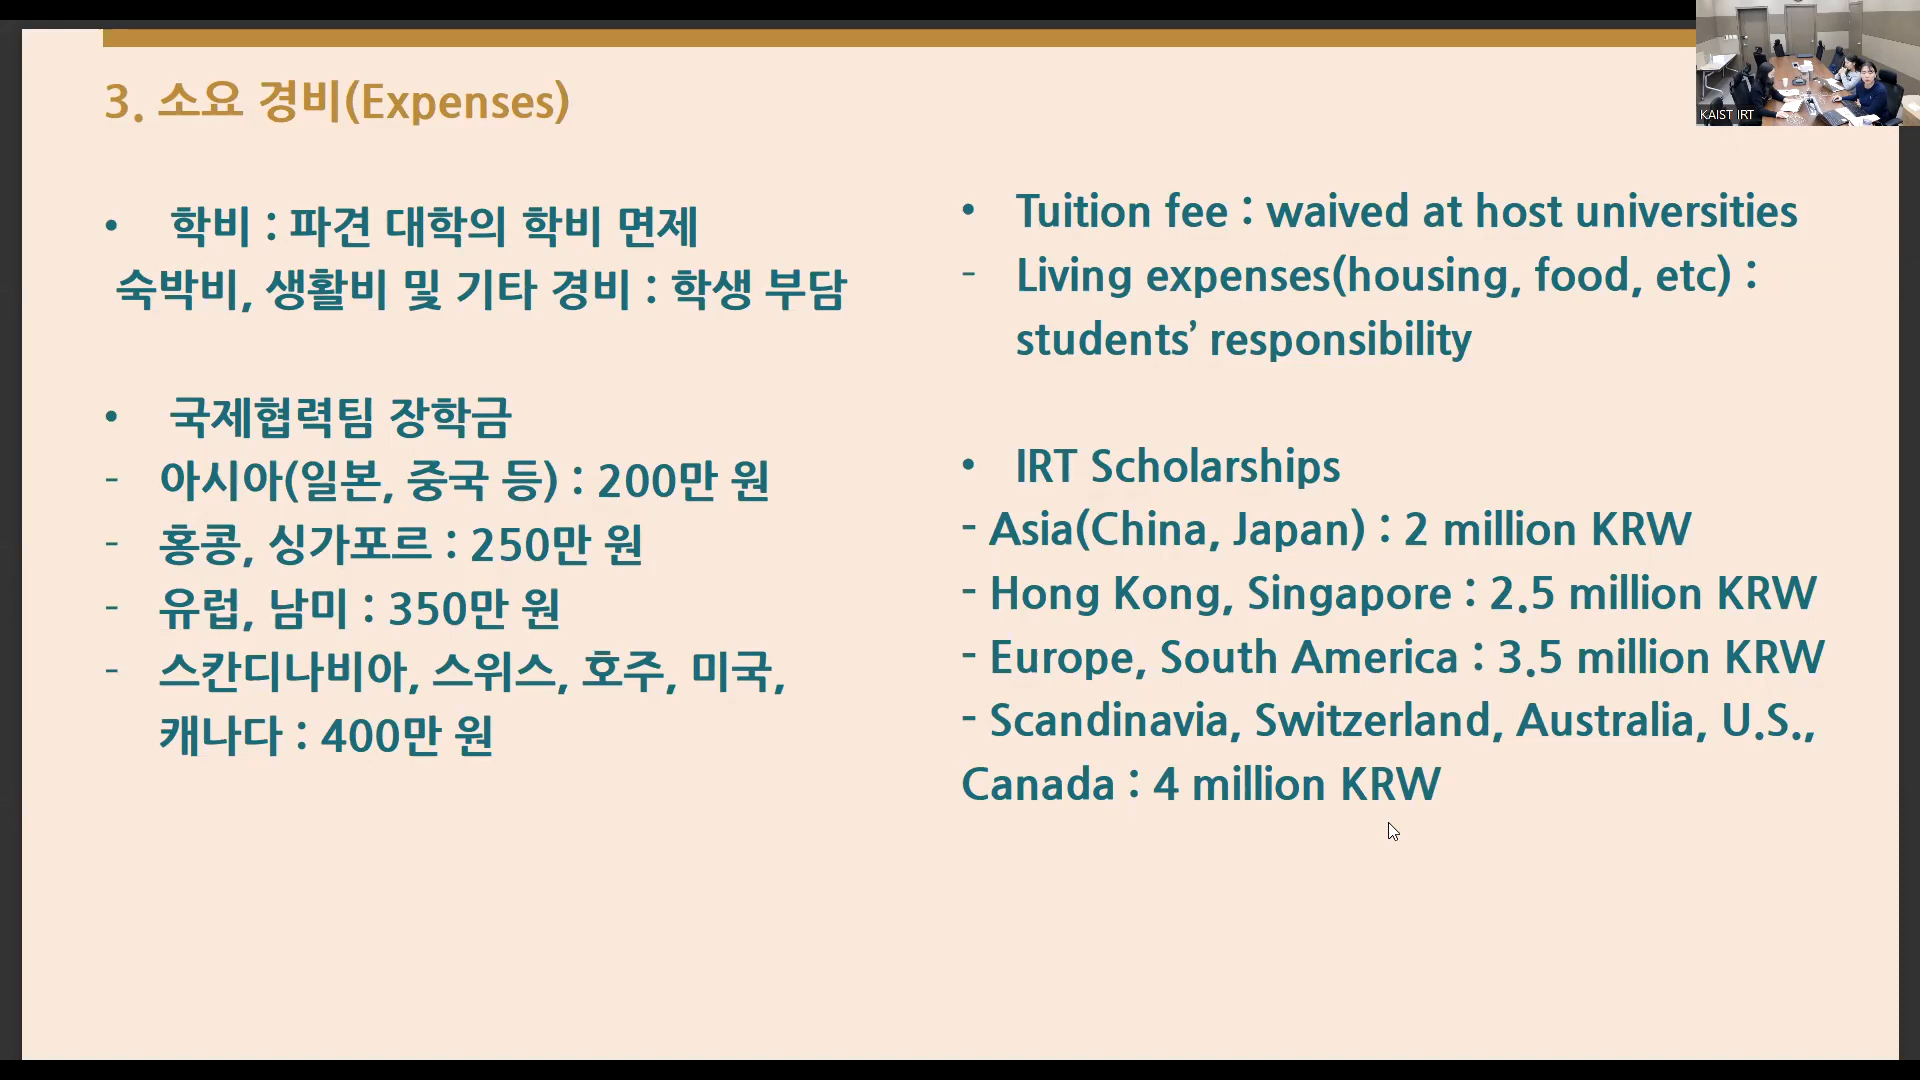 3. 소요 경비(Expenses)
• 학비 : 파견 대학의 학비 면제
숙박비, 생활비 및 기타 경비 : 학생 부담
• 국제협력팀 장학금
- 아시아(일본, 중국 등) : 200만 원
- 홍콩, 싱가포르 : 250만 원
- 유럽, 남미 : 350만 원
- 스칸디나비아, 스위스, 호주, 미국,
캐나다 : 400만 원
• Tuition fee : waived at host universities
- Living expenses(housing, food, etc) :
students’ responsibility
• IRT Scholarships
- Asia(China, Japan) : 2 million KRW
- Hong Kong, Singapore : 2.5 million KRW
- Europe, South America : 3.5 million KRW
- Scandinavia, Switzerland, Australia, U.S.,
Canada : 4 million KRW
KAIST IRT